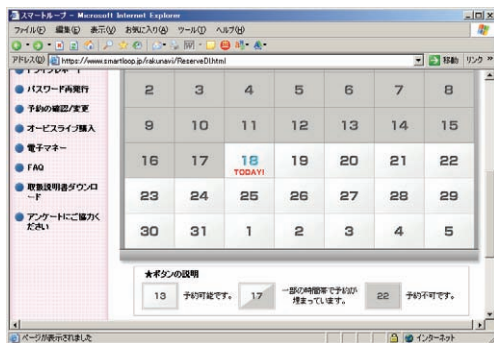 スマートループ - Microsoft Internet Explorer
ファイル(F) 編集(E) 表示(V) お気に入り(A) ツール(T) ヘルプ(H)
アドレス(D) https://www.smartloop.jp/rakunavi/ReserveDI.html 移動 リンク »
パスワード再発行
予約の確認/変更
オービスライブ購入
電子マネー
FAQ
取扱説明書ダウンロ
ード
アンケートにご協力く
ださい
2 3 4 5 6 7 8
9 10 11 12 13 14 15
16 17 18 19 20 21 22
TODAY!
23 24 25 26 27 28 29
30 31 1 2 3 4 5
★ボタンの説明
13 予約可能です。 17 一部の時間帯で予約が
埋まっています。 22 予約不可です。
ページが表示されました インターネット